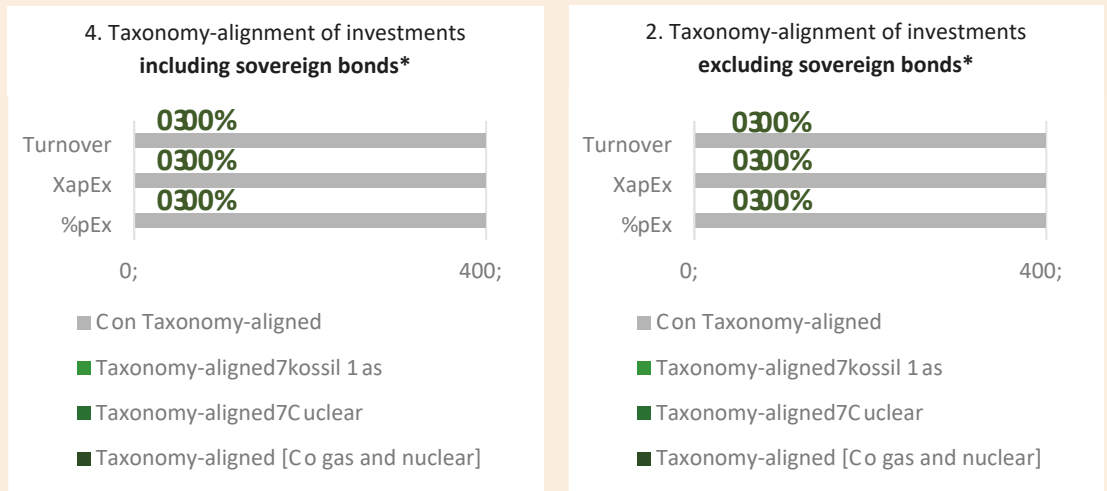 4. Taxonomy-alignment of investments
including sovereign bonds*
0300%
Turnover
0300%
XapEx
0300%
%pEx
0;
400;
Con Taxonomy-aligned
Taxonomy-aligned7kossil 1as
Taxonomy-aligned7Cuclear
Taxonomy-aligned [Co gas and nuclear]
2. Taxonomy-alignment of investments
excluding sovereign bonds*
0300%
Turnover
0300%
XapEx
0300%
%pEx
0;
400;
Con Taxonomy-aligned
Taxonomy-aligned7kossil 1as
Taxonomy-aligned7Cuclear
Taxonomy-aligned [Co gas and nuclear]